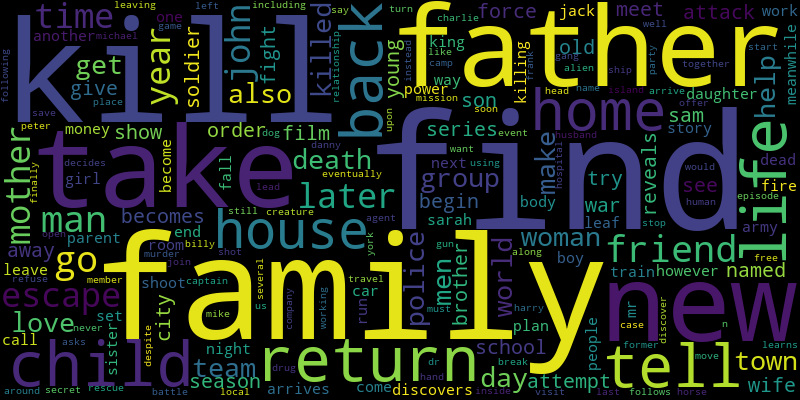 kill
father
find
family
take
new
home
house
return
child
tell
life
back
man
later
go
friend
escape
mother
love
time
year
john
also
get
give
soldier
killed
fight
young
old
king
way
power
son
force
meet
attack
work
jack
another
michael
one
left
including
say
turn
charlie
leaving
game
relationship
instead
like
camp
mission
killing
frank
fox
gang
alien
ship
party
well
together
start
head
name
island
arrive
offer
daughter
help
meanwhile
sam
story
dead
fire
see
reveals
make
husband
hospital
series
event
group
next
using
want
soon
upon
begin
sarah
body
try
war
leaf
stop
would
human
episode
army
free
following
place
save
peter
money
show
order
film
dog
death
danny
eventually
decides
girl
finally
become
fall
lead
becomes
still
creature
agent
end
billy
room
murder
shot
join
away
parent
open
leave
member
refuse
shoot
captain
city
several
us
york
travel
car
run
police
men
gun
brother
must
world
along
woman
boy
harry
plan
people
mr
case
train
however
named
discover
n
former
move
learns
town
wife
horse
follows
last
visit
attempt
day
school
break
inside
come
discovers
hand
dr
drug
season
arrives
local
team
night
sister
despite
set
never
call
asks
mike
company
working
around
secret
rescue
battle